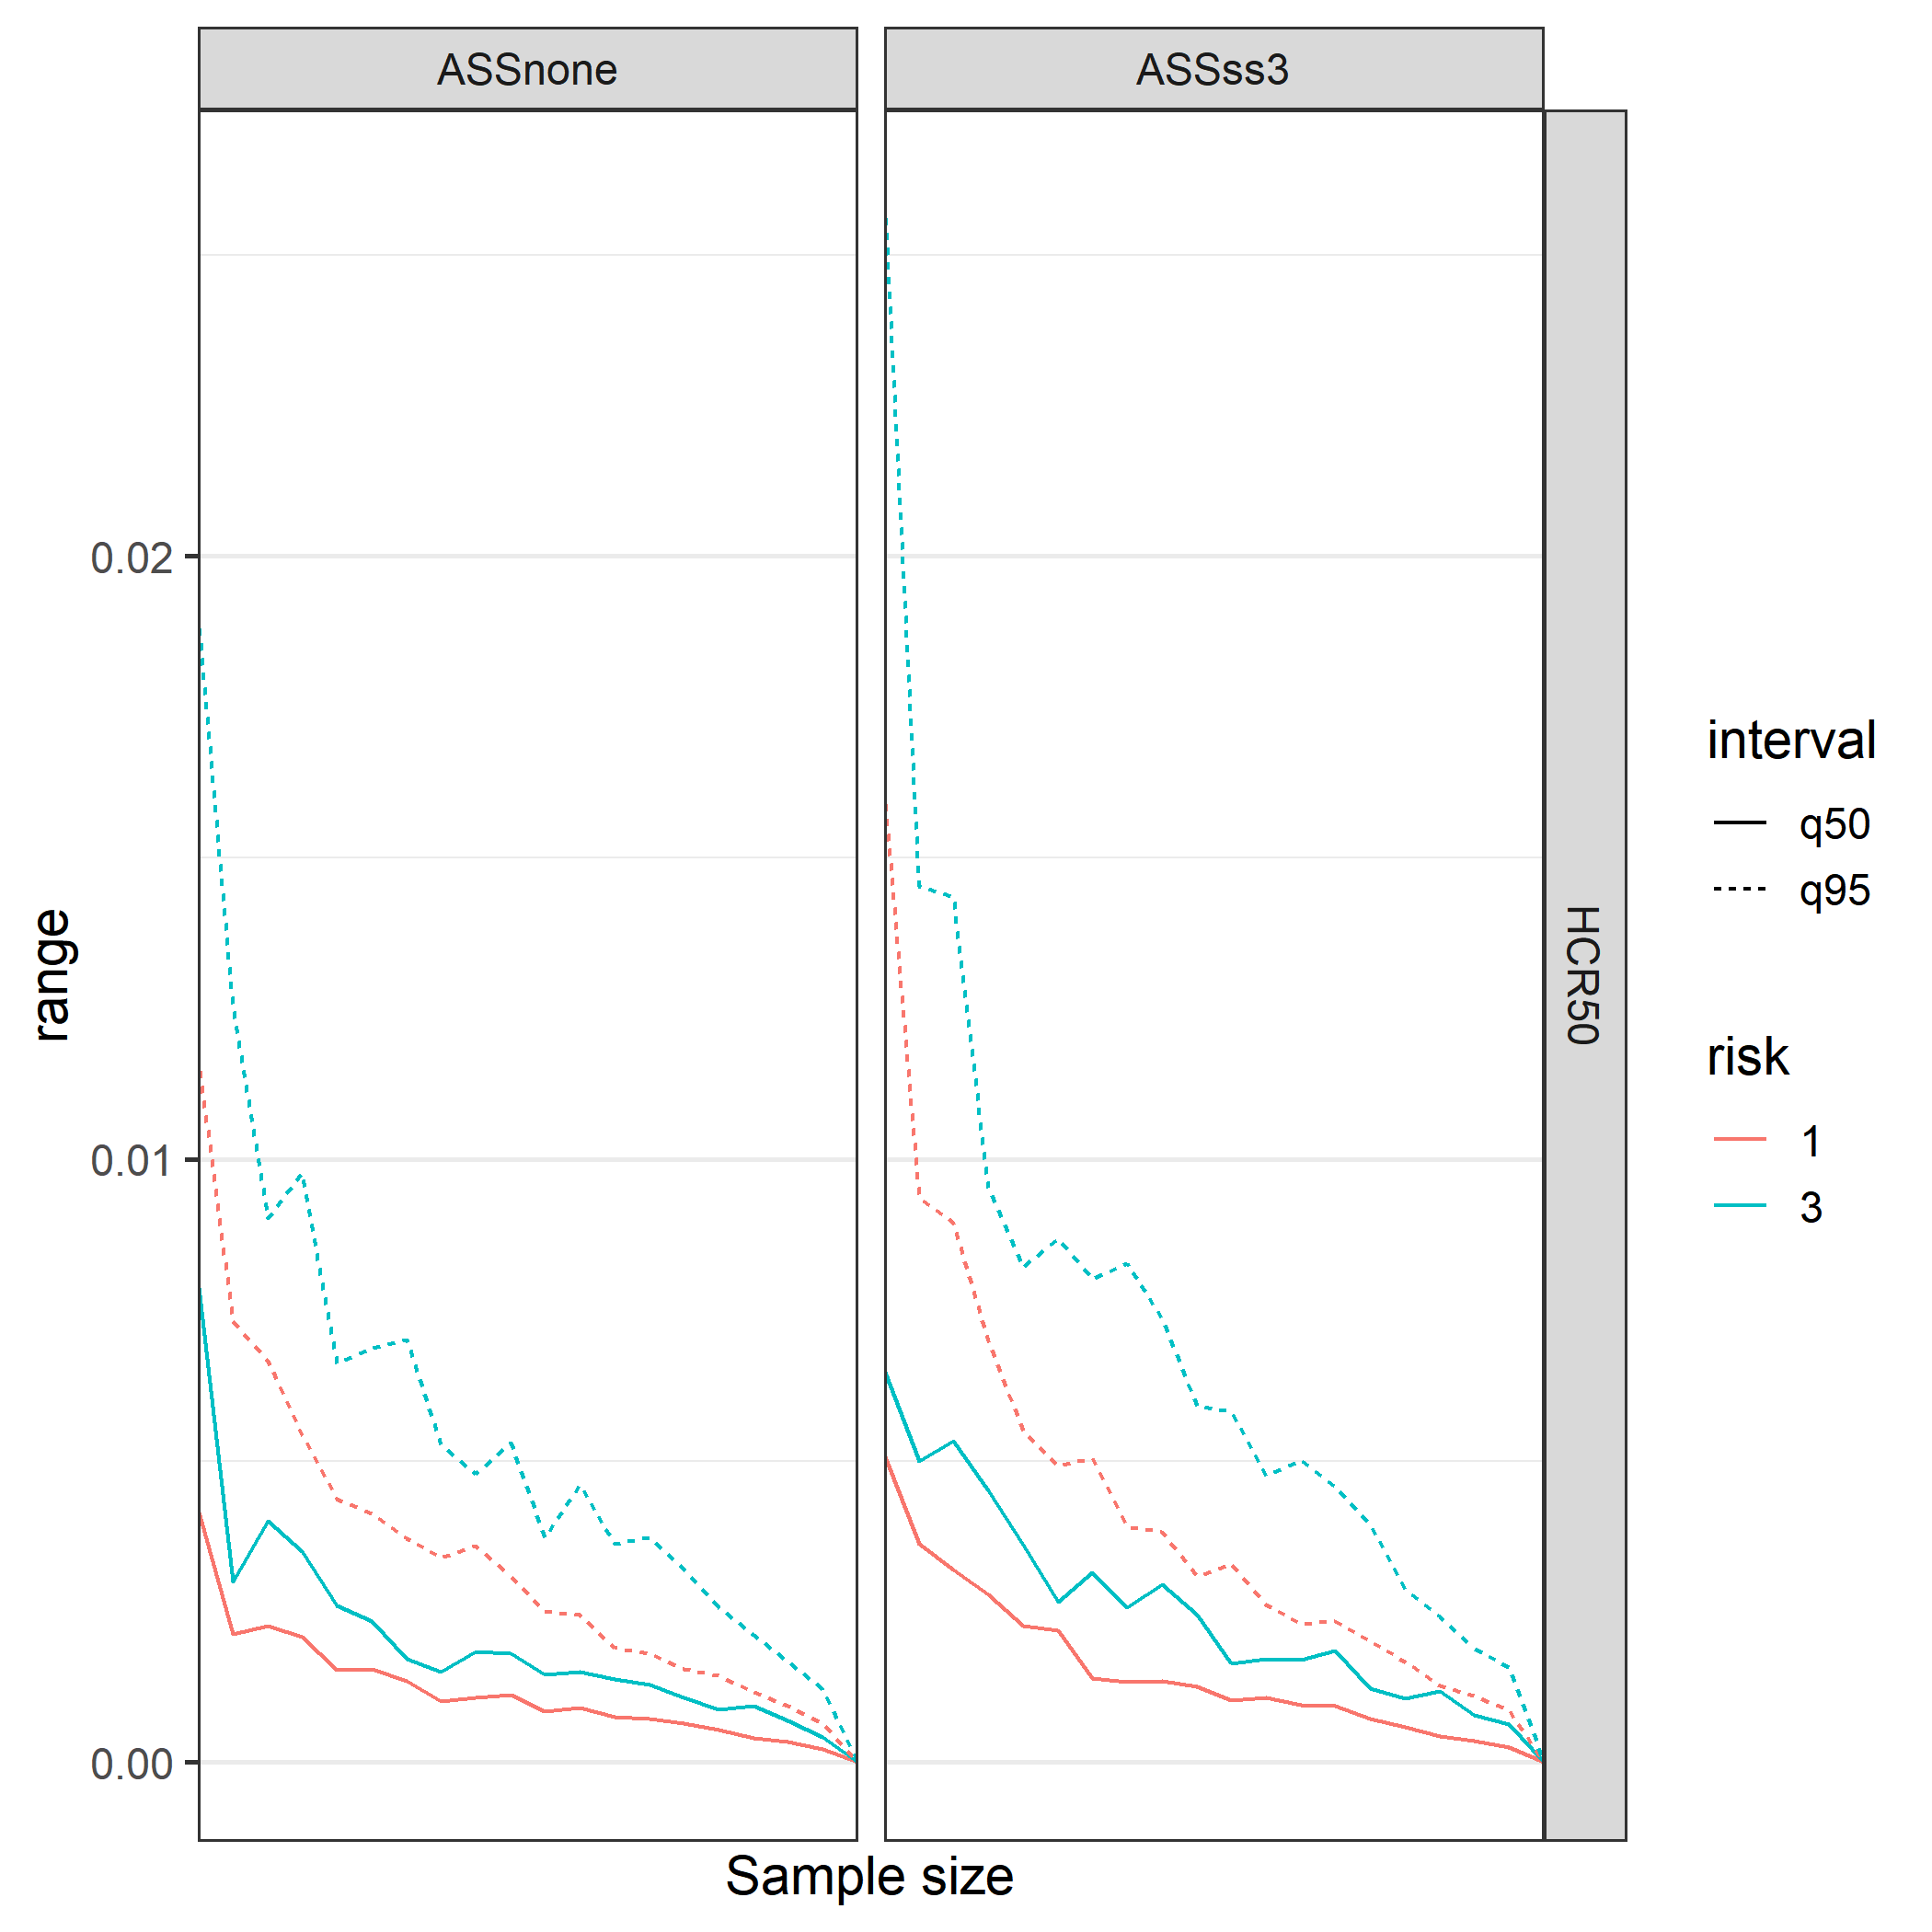 ASSnone
ASSss3
HCR50
0.02
0.01
0.00
range
Sample size
interval
q50
q95
risk
1
3